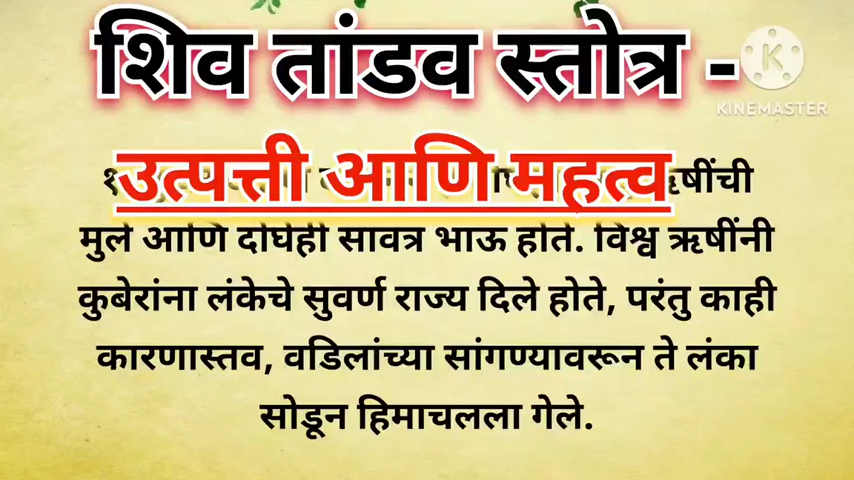 शिव तांडव स्तोत्र -
KINEMASTER
उत्पत्ती आणि महत्व
ऋषींची
मुले आणि दोघेही सावत्र भाऊ होते. विश्व ऋषींनी
कुबेरांना लंकेचे सुवर्ण राज्य दिले होते, परंतु काही
कारणास्तव, वडिलांच्या सांगण्यावरून ते लंका
सोडून हिमाचलला गेले.